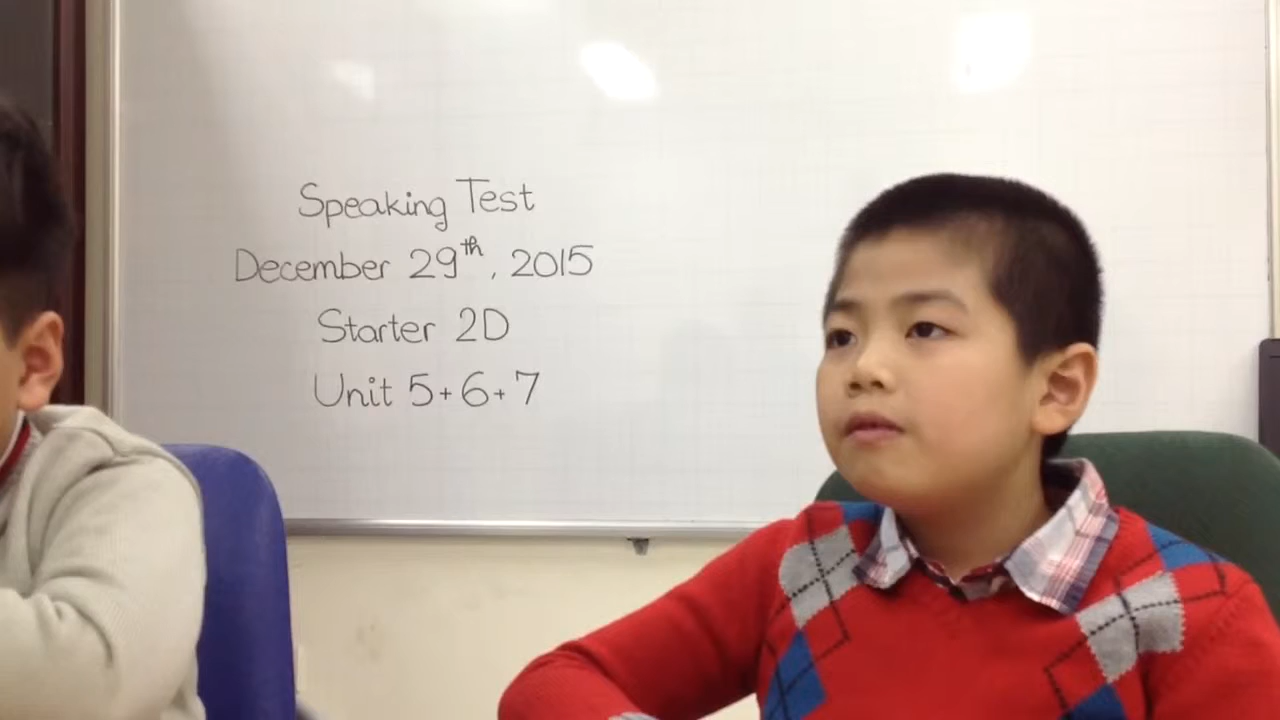 Speaking Test
December 29th, 2015
Starter 2D
Unit 5+6+7